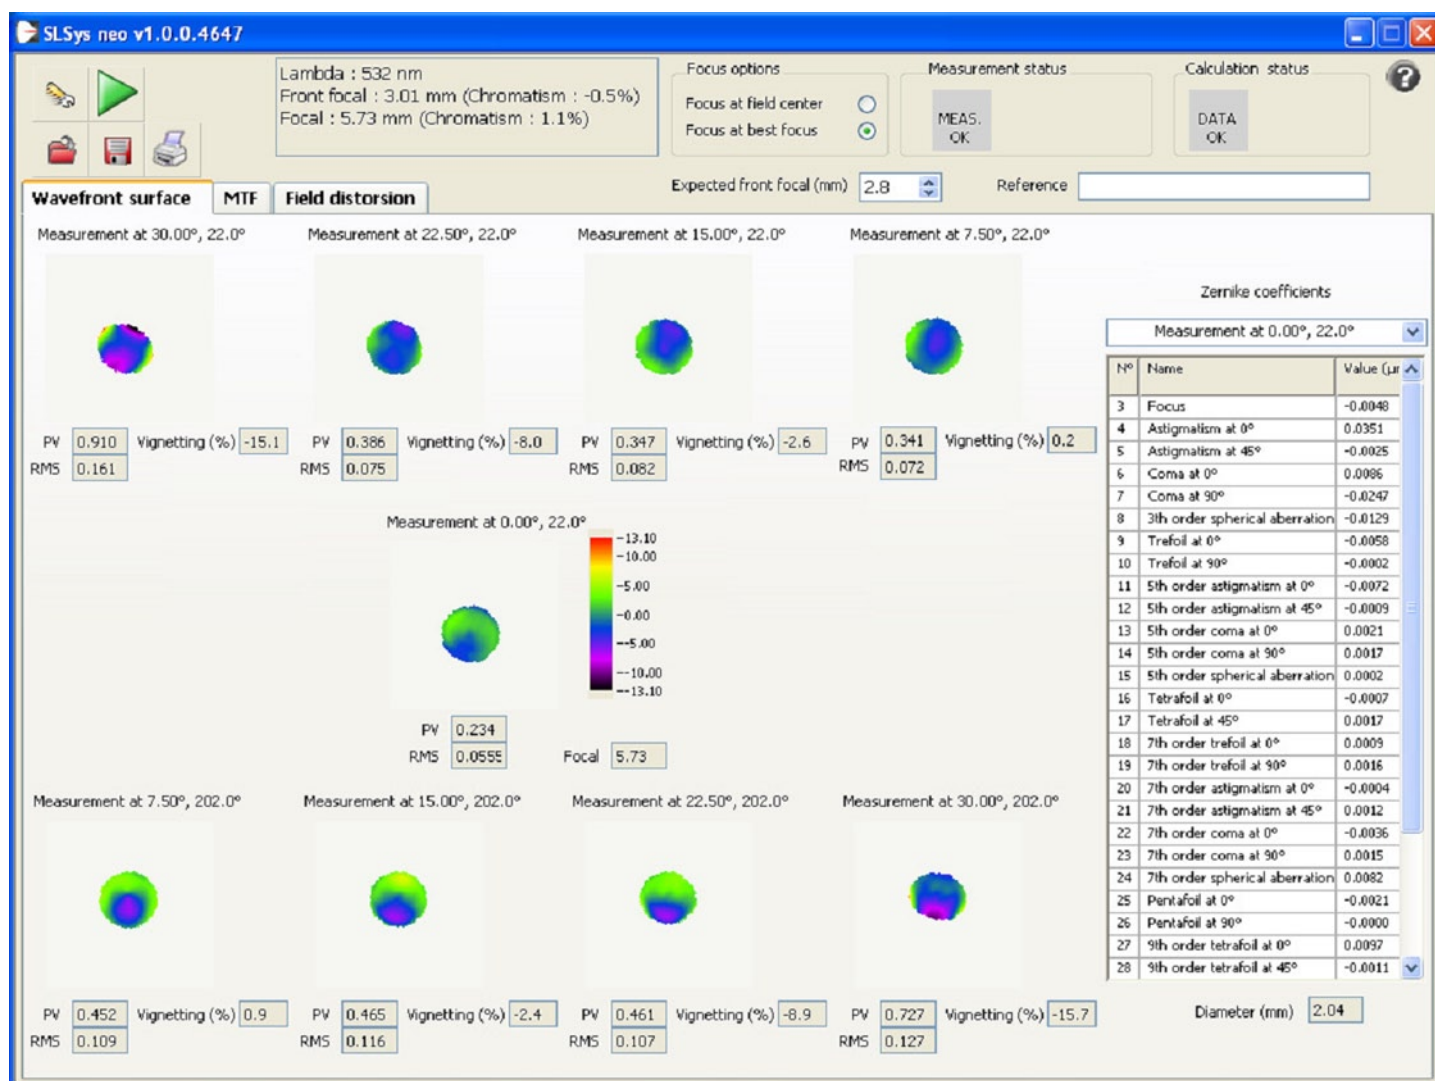 SLSys neo v1.0.0.4647
Lambda : 532 nm
Front focal : 3.01 mm (Chromatism : -0.5%)
Focal : 5.73 mm (Chromatism : 1.1%)
Focus options
Focus at field center
Focus at best focus
Measurement status
MEAS.
OK
Calculation status
DATA
OK
?
Expected front focal (mm) 2.8
Reference
Wavefront surface MTF Field distorsion
Measurement at 30.00°, 22.0° Measurement at 22.50°, 22.0° Measurement at 15.00°, 22.0° Measurement at 7.50°, 22.0°
PV 0.910 Vignetting (%) -15.1 PV 0.386 Vignetting (%) -8.0 PV 0.347 Vignetting (%) -2.6 PV 0.341 Vignetting (%) 0.2
RMS 0.161 RMS 0.075 RMS 0.082 RMS 0.072
Measurement at 0.00°, 22.0°
-13.10
-10.00
-5.00
-0.00
--5.00
--10.00
--13.10
PV 0.234
RMS 0.0555 Focal 5.73
Measurement at 7.50°, 202.0° Measurement at 15.00°, 202.0° Measurement at 22.50°, 202.0° Measurement at 30.00°, 202.0°
PV 0.452 Vignetting (%) 0.9 PV 0.465 Vignetting (%) -2.4 PV 0.461 Vignetting (%) -8.9 PV 0.727 Vignetting (%) -15.7
RMS 0.109 RMS 0.116 RMS 0.107 RMS 0.127
Zernike coefficients
Measurement at 0.00°, 22.0°
N° Name Value (µr
3 Focus -0.0048
4 Astigmatism at 0° 0.0351
5 Astigmatism at 45° -0.0025
6 Coma at 0° 0.0086
7 Coma at 90° -0.0247
8 3th order spherical aberration -0.0129
9 Trefoil at 0° -0.0058
10 Trefoil at 90° -0.0002
11 5th order astigmatism at 0° -0.0072
12 5th order astigmatism at 45° -0.0009
13 5th order coma at 0° 0.0021
14 5th order coma at 90° 0.0017
15 5th order spherical aberration 0.0002
16 Tetrafoil at 0° -0.0007
17 Tetrafoil at 45° 0.0017
18 7th order trefoil at 0° 0.0009
19 7th order trefoil at 90° 0.0016
20 7th order astigmatism at 0° -0.0004
21 7th order astigmatism at 45° 0.0012
22 7th order coma at 0° -0.0036
23 7th order coma at 90° 0.0015
24 7th order spherical aberration 0.0082
25 Pentafoil at 0° -0.0021
26 Pentafoil at 90° -0.0000
27 9th order tetrafoil at 0° 0.0097
28 9th order tetrafoil at 45° -0.0011
Diameter (mm) 2.04